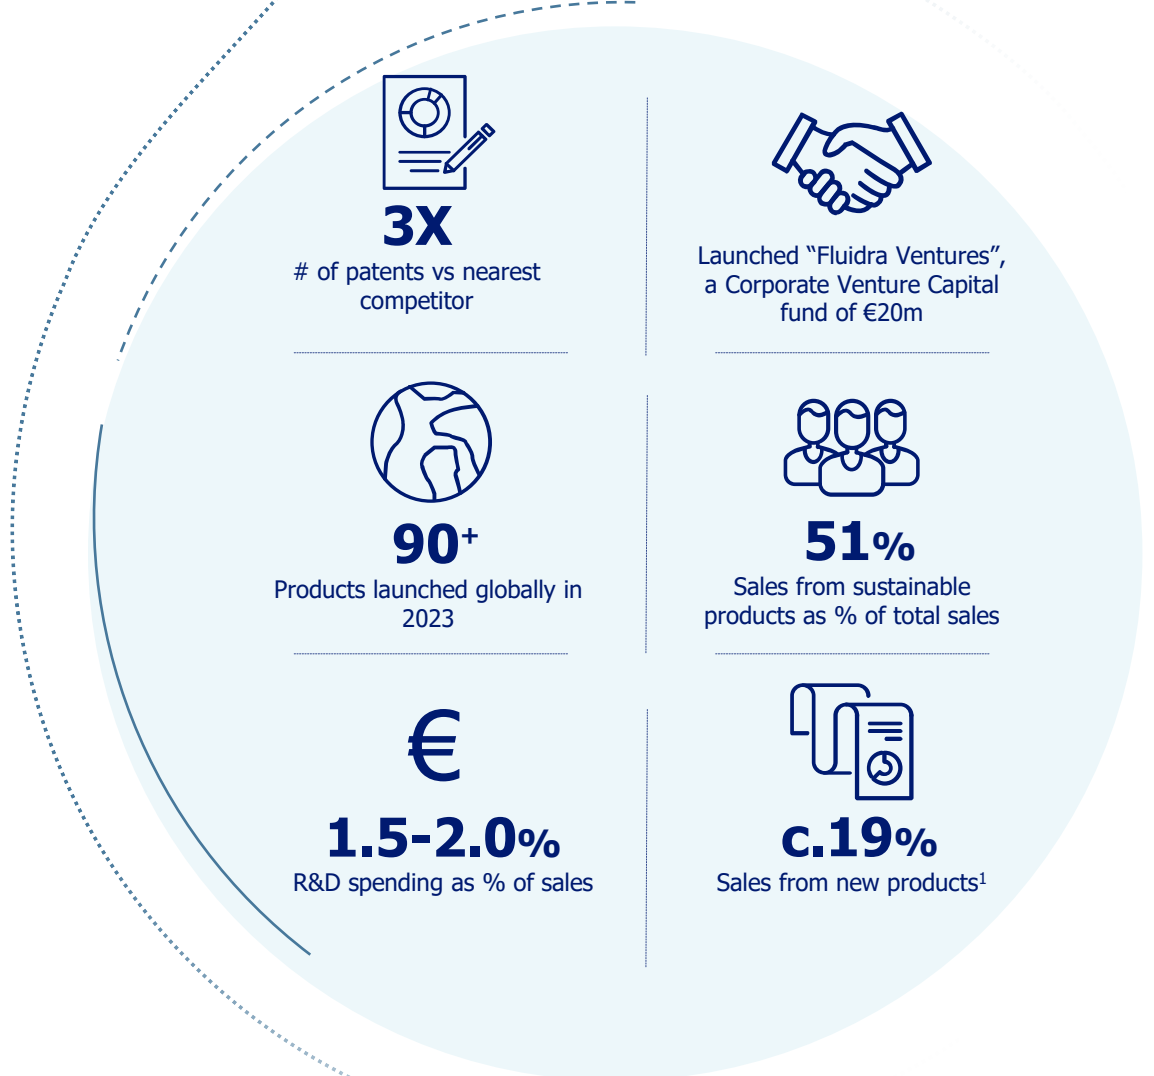 3X
# of patents vs nearest
competitor
Launched “Fluidra Ventures”,
a Corporate Venture Capital
fund of €20m
90+
Products launched globally in
2023
51%
Sales from sustainable
products as % of total sales
€
1.5-2.0%
R&D spending as % of sales
c.19%
Sales from new products¹